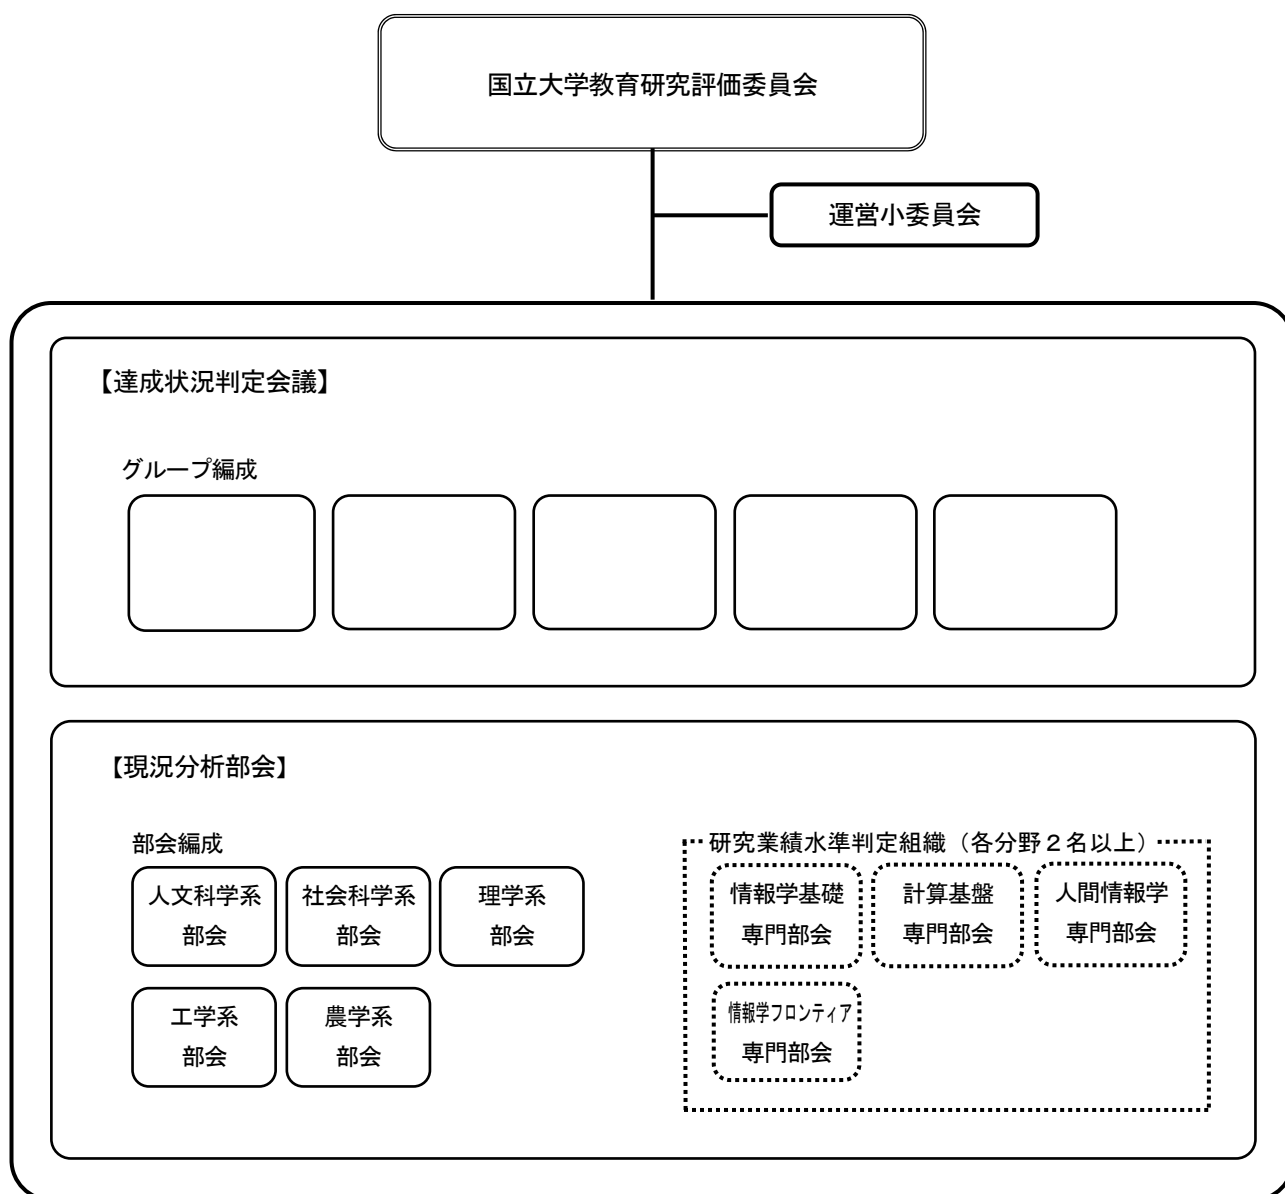 国立大学教育研究評価委員会
運営小委員会
【達成状況判定会議】
グループ編成
【現況分析部会】
部会編成
人文科学系
部会
社会科学系
部会
理学系
部会
工学系
部会
農学系
部会
研究業績水準判定組織（各分野２名以上）
情報学基礎
専門部会
計算基盤
専門部会
人間情報学
専門部会
情報学フロンティア
専門部会